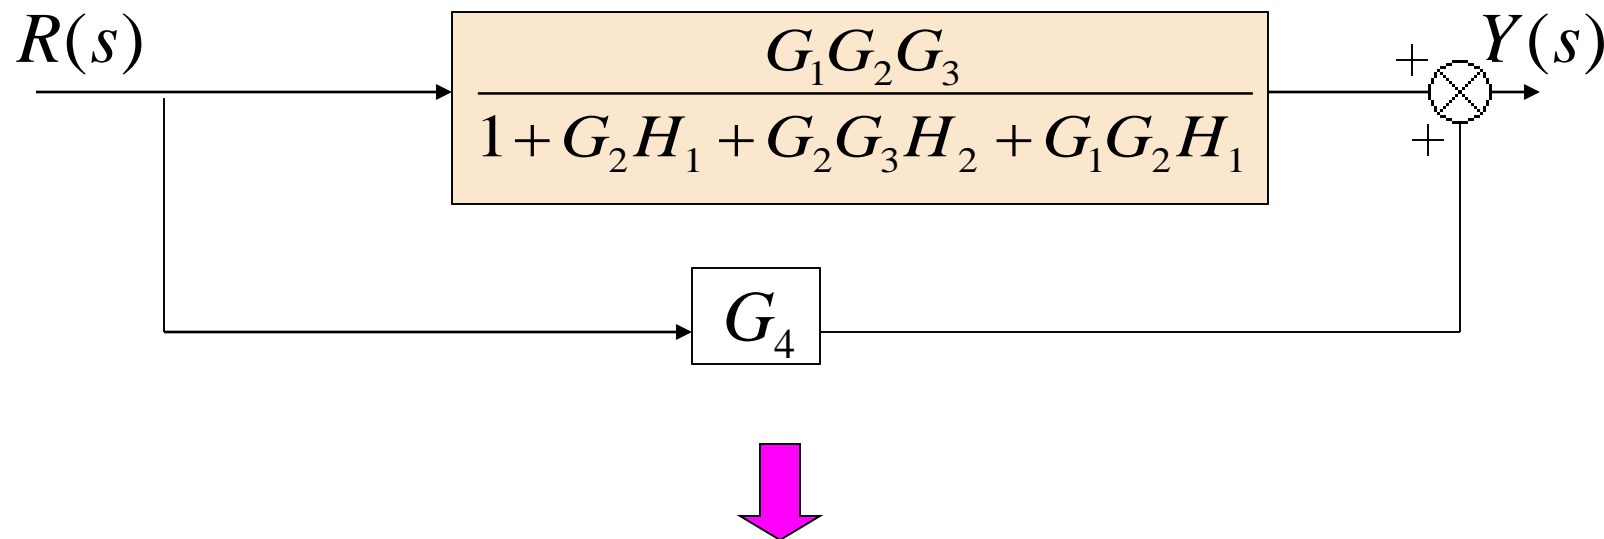 R(s) G₁G₂G₃ + Y(s)
1+G₂H₁+G₂G₃H₂+G₁G₂H₁ +
G₄